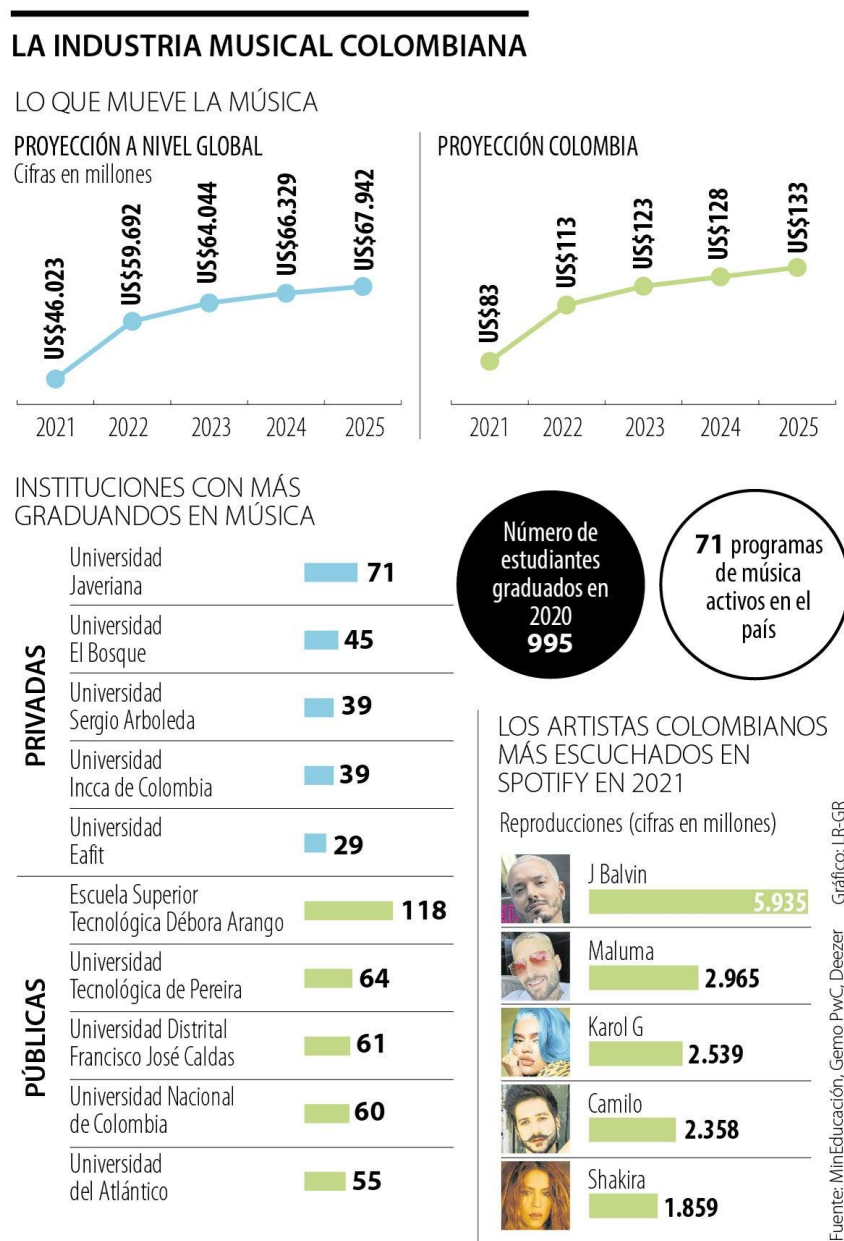 LA INDUSTRIA MUSICAL COLOMBIANA
LO QUE MUEVE LA MÚSICA
PROYECCIÓN A NIVEL GLOBAL
Cifras en millones
US$46.023
US$59.692
US$64.044
US$66.329
US$67.942
2021
2022
2023
2024
2025
PROYECCIÓN COLOMBIA
US$83
US$113
US$123
US$128
US$133
2021
2022
2023
2024
2025
INSTITUCIONES CON MÁS
GRADUANDOS EN MÚSICA
PRIVADAS
Universidad
Javeriana
71
Universidad
El Bosque
45
Universidad
Sergio Arboleda
39
Universidad
Incca de Colombia
39
Universidad
Eafit
29
PÚBLICAS
Escuela Superior
Tecnológica Débora Arango
118
Universidad
Tecnológica de Pereira
64
Universidad Distrital
Francisco José Caldas
61
Universidad Nacional
de Colombia
60
Universidad
del Atlántico
55
Número de
estudiantes
graduados en
2020
995
71 programas
de música
activos en el
país
LOS ARTISTAS COLOMBIANOS
MÁS ESCUCHADOS EN
SPOTIFY EN 2021
Reproducciones (cifras en millones)
J Balvin
5.935
Maluma
2.965
Karol G
2.539
Camilo
2.358
Shakira
1.859
Fuente: MinEducación, Gemo PwC, Deezer Gráfico: LR-GR